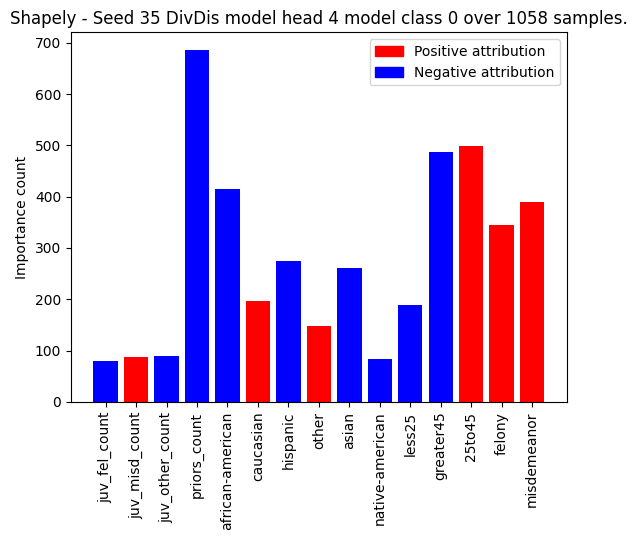 Shapely - Seed 35 DivDis model head 4 model class 0 over 1058 samples.
Positive attribution
Negative attribution
Importance count
700
600
500
400
300
200
100
0
juv_fel_count
juv_misd_count
juv_other_count
priors_count
african-american
caucasian
hispanic
other
asian
native-american
less25
greater45
25to45
felony
misdemeanor